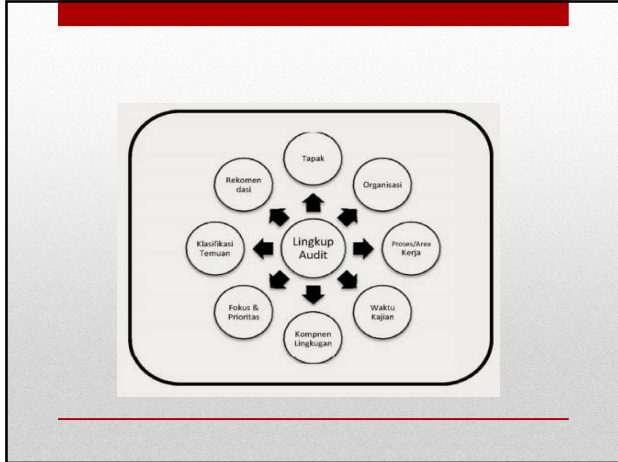 Tapak
Organisasi
Proses/Area
Kerja
Waktu
Kajian
Kompnen
Lingkugan
Fokus &
Prioritas
Klasifikasi
Temuan
Rekomen
dasi
Lingkup
Audit